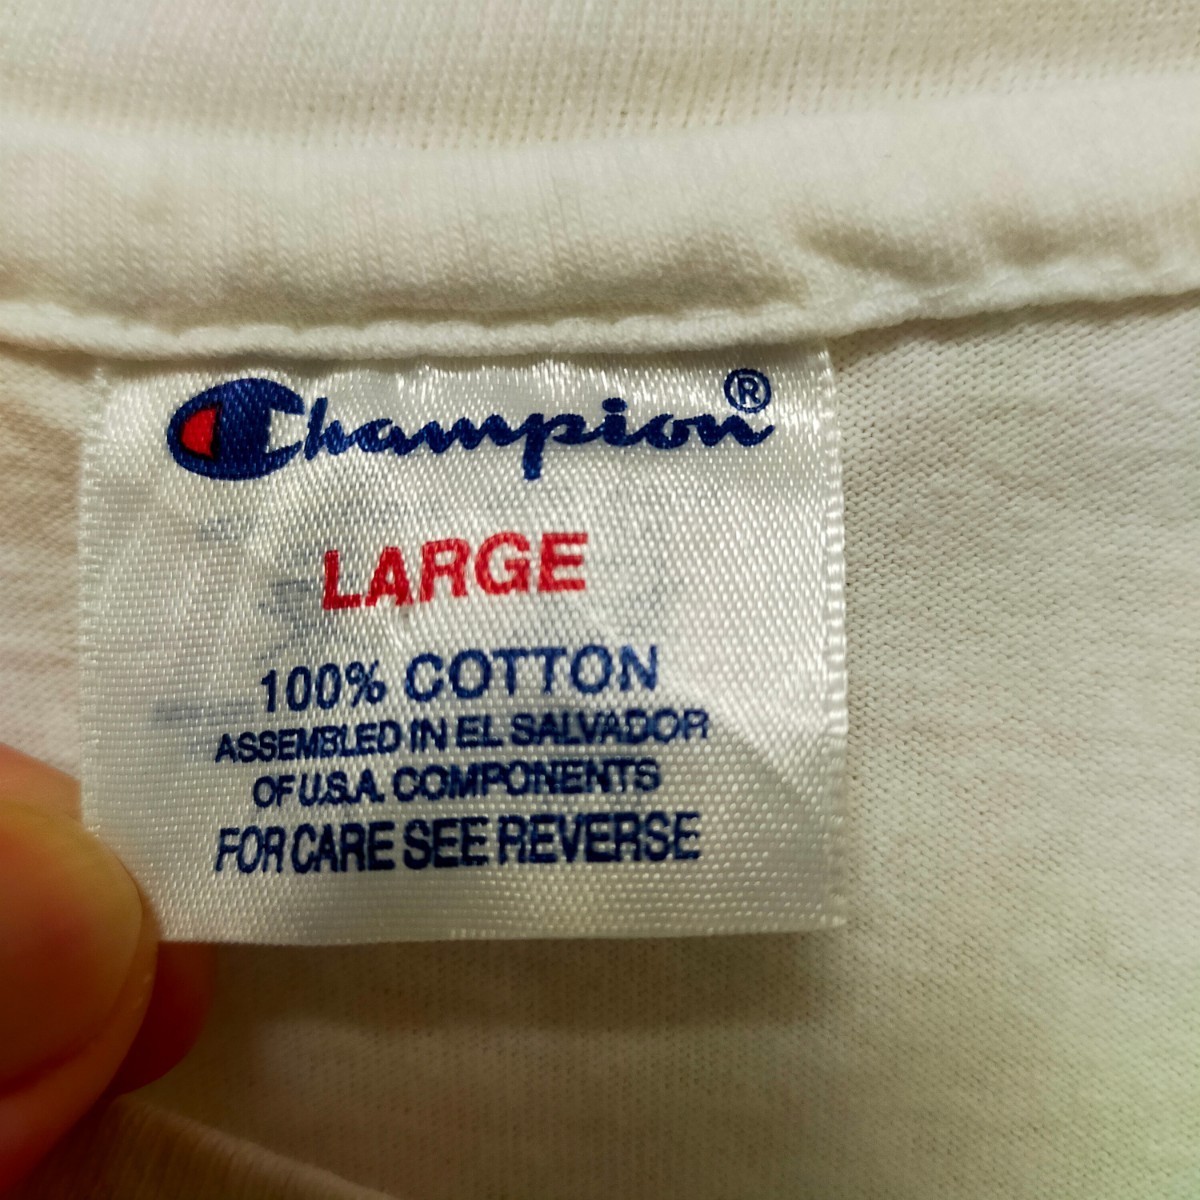 Champion®
LARGE
100% COTTON
ASSEMBLED IN EL SALVADOR
OF U.S.A. COMPONENTS
FOR CARE SEE REVERSE